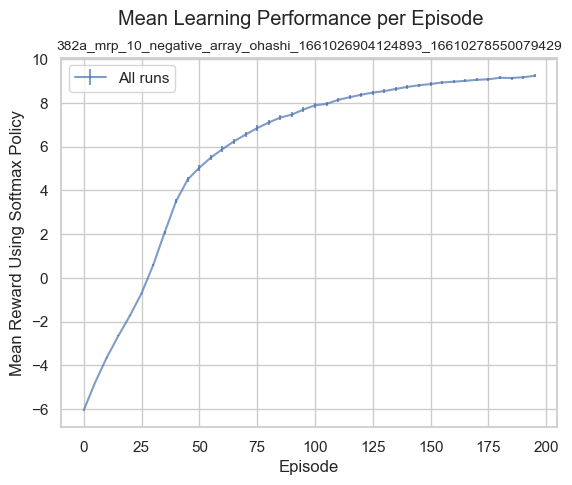 Mean Learning Performance per Episode
382a_mrp_10_negative_array_ohashi_1661026904124893_16610278550079429
All runs
Mean Reward Using Softmax Policy
10
8
6
4
2
0
−2
−4
−6
0 25 50 75 100 125 150 175 200
Episode